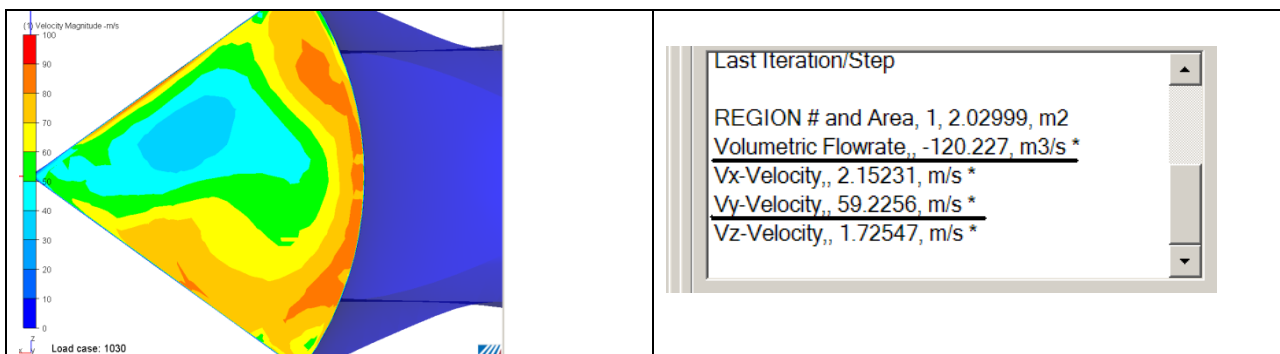 (1) Velocity Magnitude -m/s
100
90
80
70
60
50
40
30
20
10
0
Z
Load case: 1030
Last Iteration/Step
REGION # and Area, 1, 2.02999, m2
Volumetric Flowrate,, -120.227, m3/s *
Vx-Velocity,, 2.15231, m/s *
Vy-Velocity,, 59.2256, m/s *
Vz-Velocity,, 1.72547, m/s *